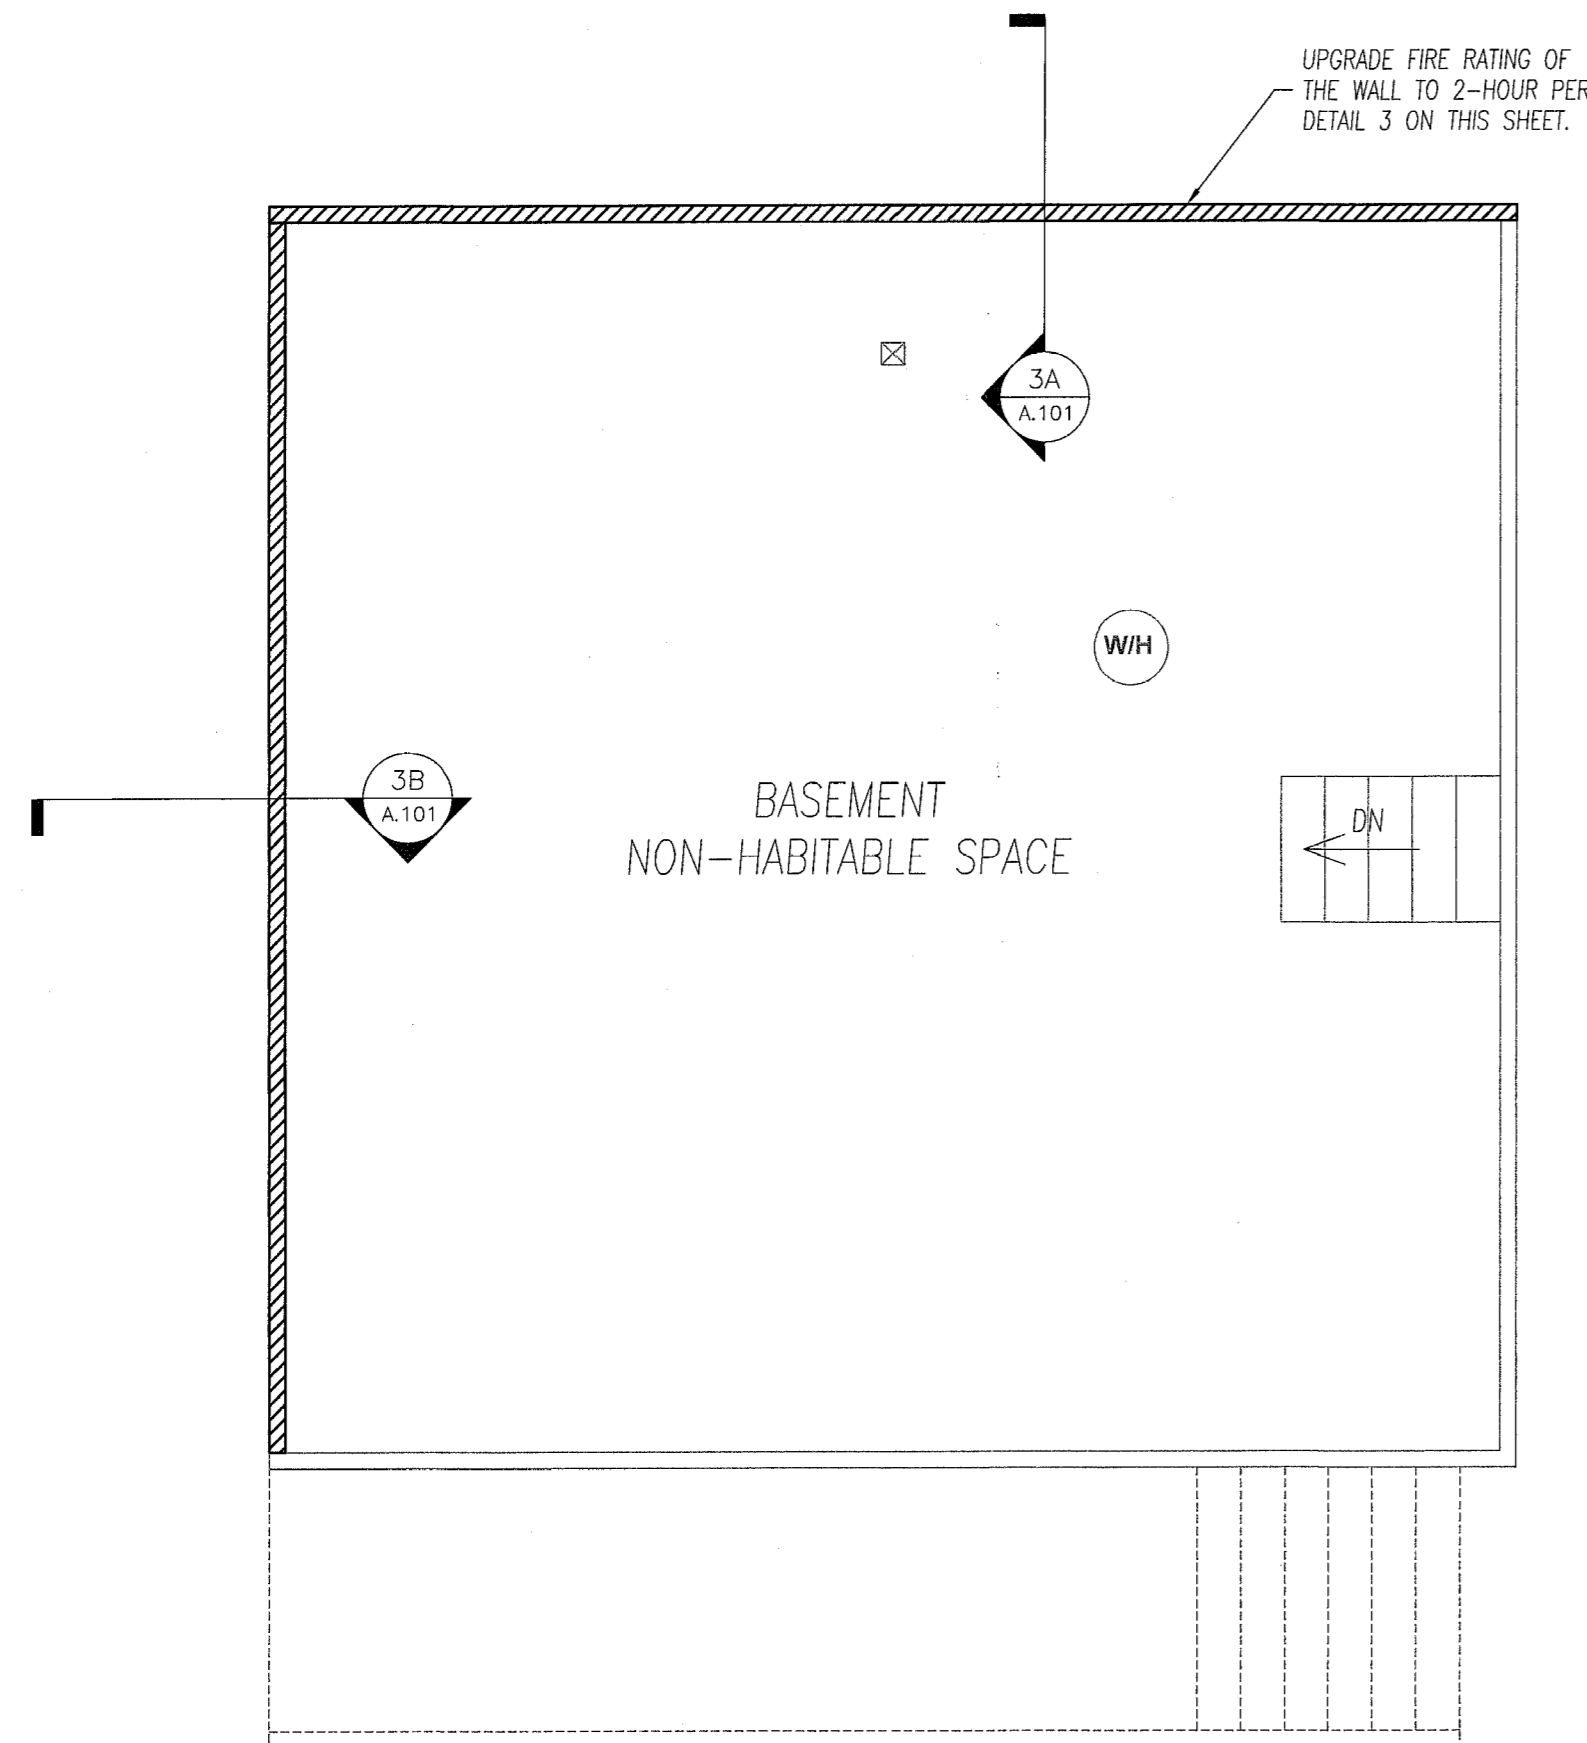 UPGRADE FIRE RATING OF
THE WALL TO 2-HOUR PER
DETAIL 3 ON THIS SHEET.
3A
A.101
W/H
3B
A.101
BASEMENT
NON-HABITABLE SPACE
DN